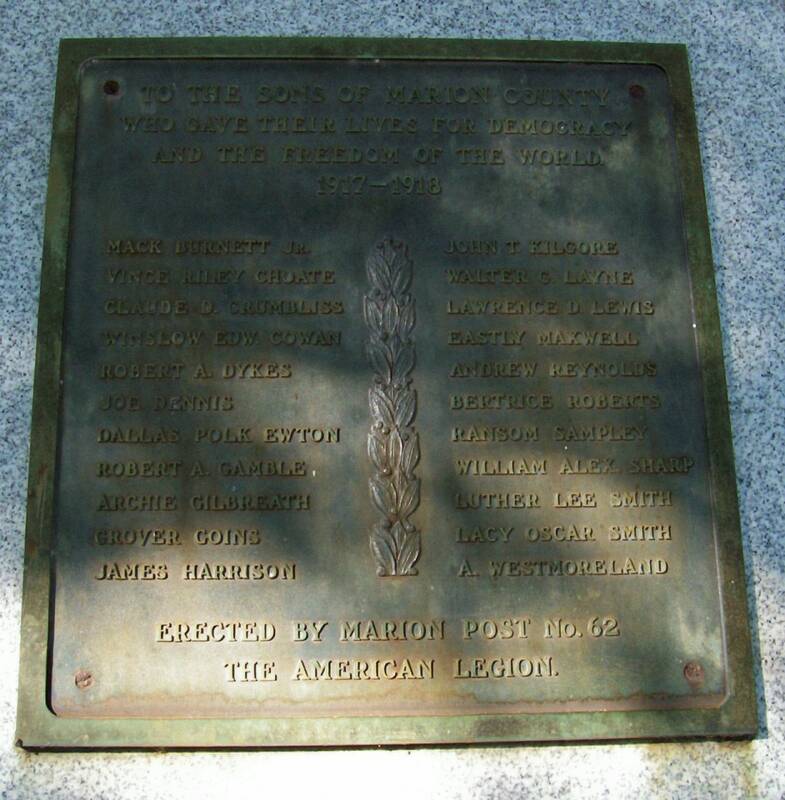 TO THE SONS OF MARION COUNTY
WHO GAVE THEIR LIVES FOR DEMOCRACY
AND THE FREEDOM OF THE WORLD.
1917–1918
MACK BURNETT JR.
VINCE RILEY CHOATE
CLAUDE D. CRUMBLISS
WINSLOW EDW. COWAN
ROBERT A. DYKES
JOE DENNIS
DALLAS POLK EWTON
ROBERT A. GAMBLE
ARCHIE GILBREATH
GROVER GOINS
JAMES HARRISON
JOHN T. KILGORE
WALTER G. LAYNE
LAWRENCE D. LEWIS
EASTLY MAXWELL
ANDREW REYNOLDS
BERTRICE ROBERTS
RANSOM SAMPLEY
WILLIAM ALEX. SHARP
LUTHER LEE SMITH
LACY OSCAR SMITH
A. WESTMORELAND
ERECTED BY MARION POST No. 62
THE AMERICAN LEGION.